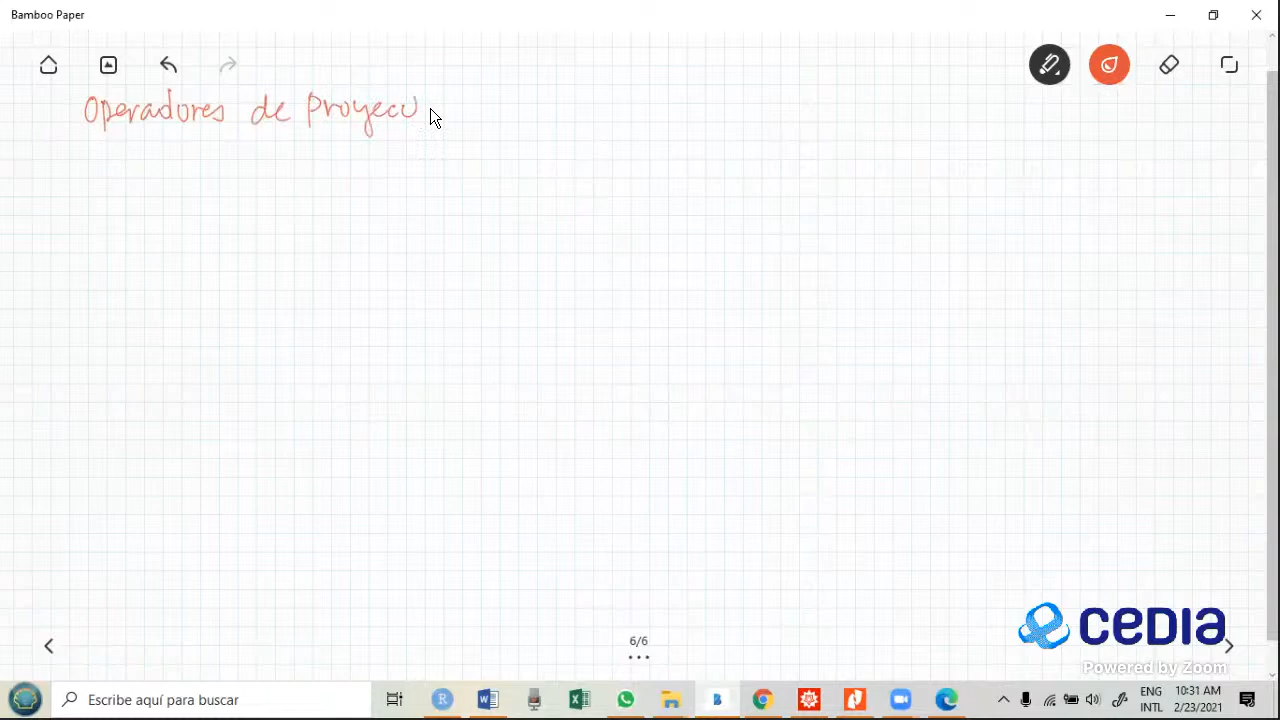 Bamboo Paper
Operadores de Proyecci
6/6
CEDIA
Powered by Zoom
Escribe aquí para buscar
ENG
INTL
10:31 AM
2/23/2021